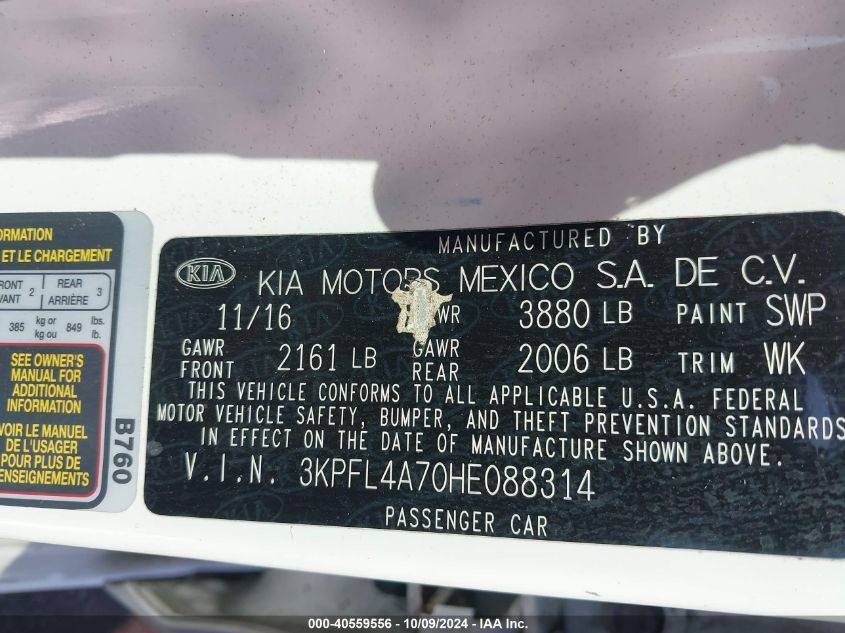 ORMATION
ET LE CHARGEMENT
FRONT 2 REAR 3
VANT ARRIÈRE
385 kg or 849 lbs.
kg ou lb.
SEE OWNER'S
MANUAL FOR
ADDITIONAL
INFORMATION
VOIR LE MANUEL
DE L'USAGER
POUR PLUS DE
RENSEIGNEMENTS
B760
MANUFACTURED BY
KIA KIA MOTORS MEXICO S.A. DE C.V.
11/16 WR 3880 LB PAINT SWP
GAWR FRONT 2161 LB GAWR REAR 2006 LB TRIM WK
THIS VEHICLE CONFORMS TO ALL APPLICABLE U.S.A. FEDERAL
MOTOR VEHICLE SAFETY, BUMPER, AND THEFT PREVENTION STANDARDS
IN EFFECT ON THE DATE OF MANUFACTURE SHOWN ABOVE.
V.I.N. 3KPFL4A70HE088314
PASSENGER CAR
000-40559556 - 10/09/2024 - IAA Inc.